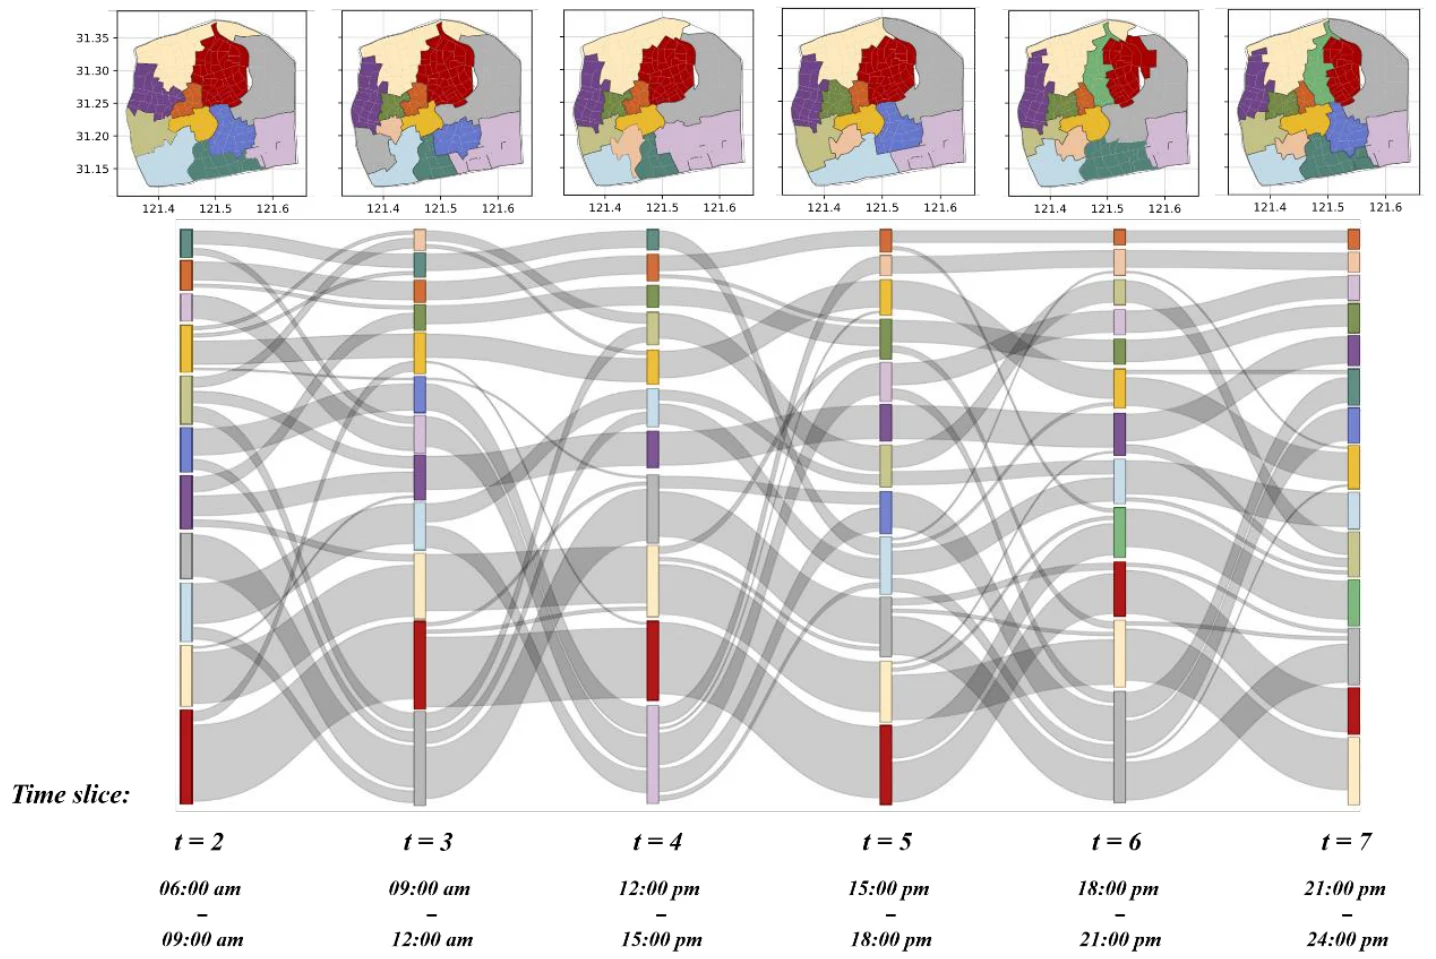 31.35
31.30
31.25
31.20
31.15
121.4 121.5 121.6 121.4 121.5 121.6 121.4 121.5 121.6 121.4 121.5 121.6 121.4 121.5 121.6 121.4 121.5 121.6
Time slice:
t = 2 t = 3 t = 4 t = 5 t = 6 t = 7
06:00 am 09:00 am 12:00 pm 15:00 pm 18:00 pm 21:00 pm
– – – – – –
09:00 am 12:00 am 15:00 pm 18:00 pm 21:00 pm 24:00 pm